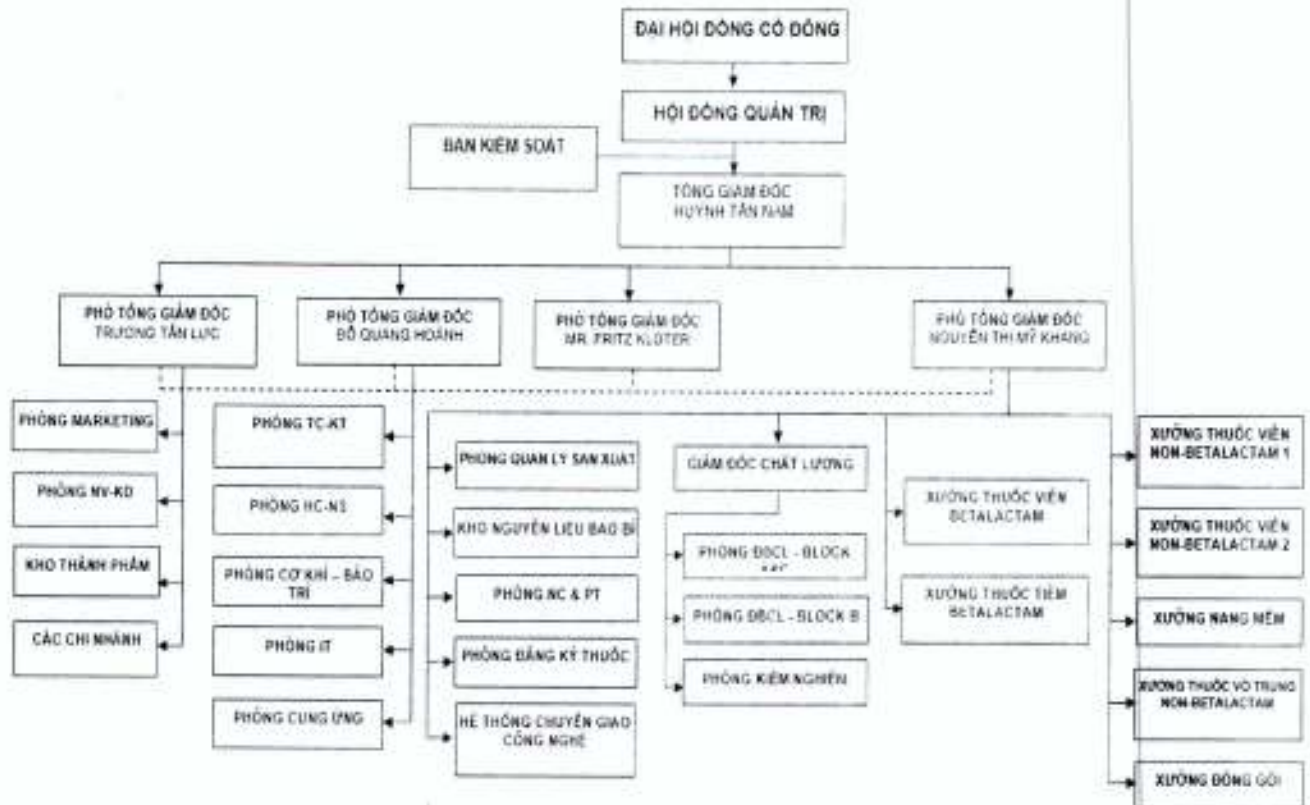 ĐẠI HỘI ĐỒNG CỔ ĐÔNG
HỘI ĐỒNG QUẢN TRỊ
BAN KIỂM SOÁT
TỔNG GIÁM ĐỐC
HUỲNH TẤN NAM
PHÓ TỔNG GIÁM ĐỐC
TRƯƠNG TẤN LỰC
PHÓ TỔNG GIÁM ĐỐC
ĐỖ QUANG HOÁNH
PHÓ TỔNG GIÁM ĐỐC
MR. FRITZ KLOTER
PHÓ TỔNG GIÁM ĐỐC
NGUYỄN THỊ MỸ KHANG
PHÒNG MARKETING
PHÒNG NV-KD
KHO THÀNH PHẨM
CÁC CHI NHÁNH
PHÒNG TC-KT
PHÒNG HC-NS
PHÒNG CƠ KHÍ – BẢO
TRÌ
PHÒNG IT
PHÒNG CUNG ỨNG
PHÒNG QUẢN LÝ SẢN XUẤT
KHO NGUYÊN LIỆU BAO BÌ
PHÒNG NC & PT
PHÒNG ĐĂNG KÝ THUỐC
HỆ THỐNG CHUYỂN GIAO
CÔNG NGHỆ
GIÁM ĐỐC CHẤT LƯỢNG
PHÒNG ĐBCL - BLOCK
PHÒNG ĐBCL - BLOCK B
PHÒNG KIỂM NGHIỆM
XƯỞNG THUỐC VIÊN
BETALACTAM
XƯỞNG THUỐC TIÊM
BETALACTAM
XƯỞNG THUỐC VIÊN
NON-BETALACTAM 1
XƯỞNG THUỐC VIÊN
NON-BETALACTAM 2
XƯỞNG NANG MỀM
XƯỞNG THUỐC VÔ TRÙNG
NON-BETALACTAM
XƯỞNG ĐÓNG GÓI